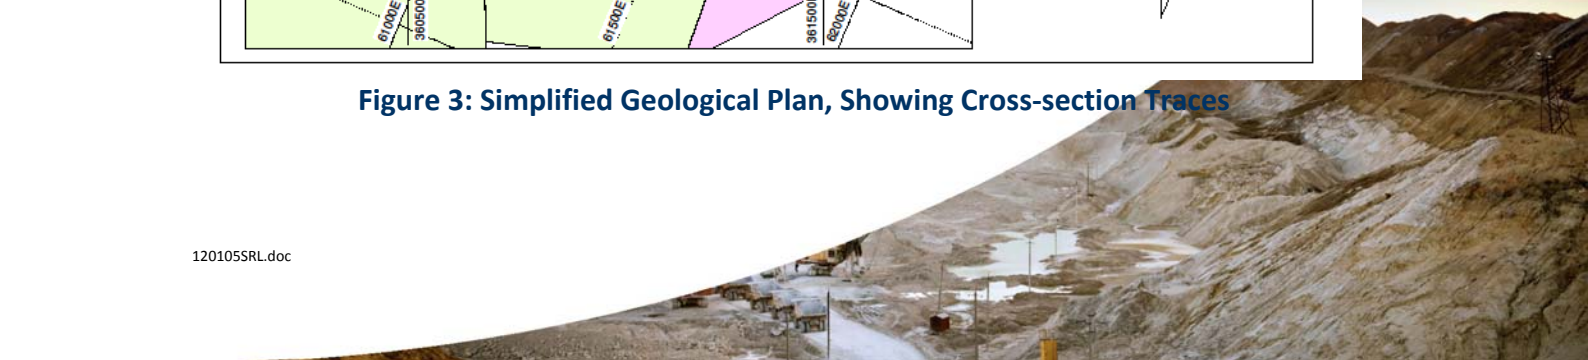 61000E
360500
61500E
361500
62000E
Figure 3: Simplified Geological Plan, Showing Cross-section Traces
120105SRL.doc